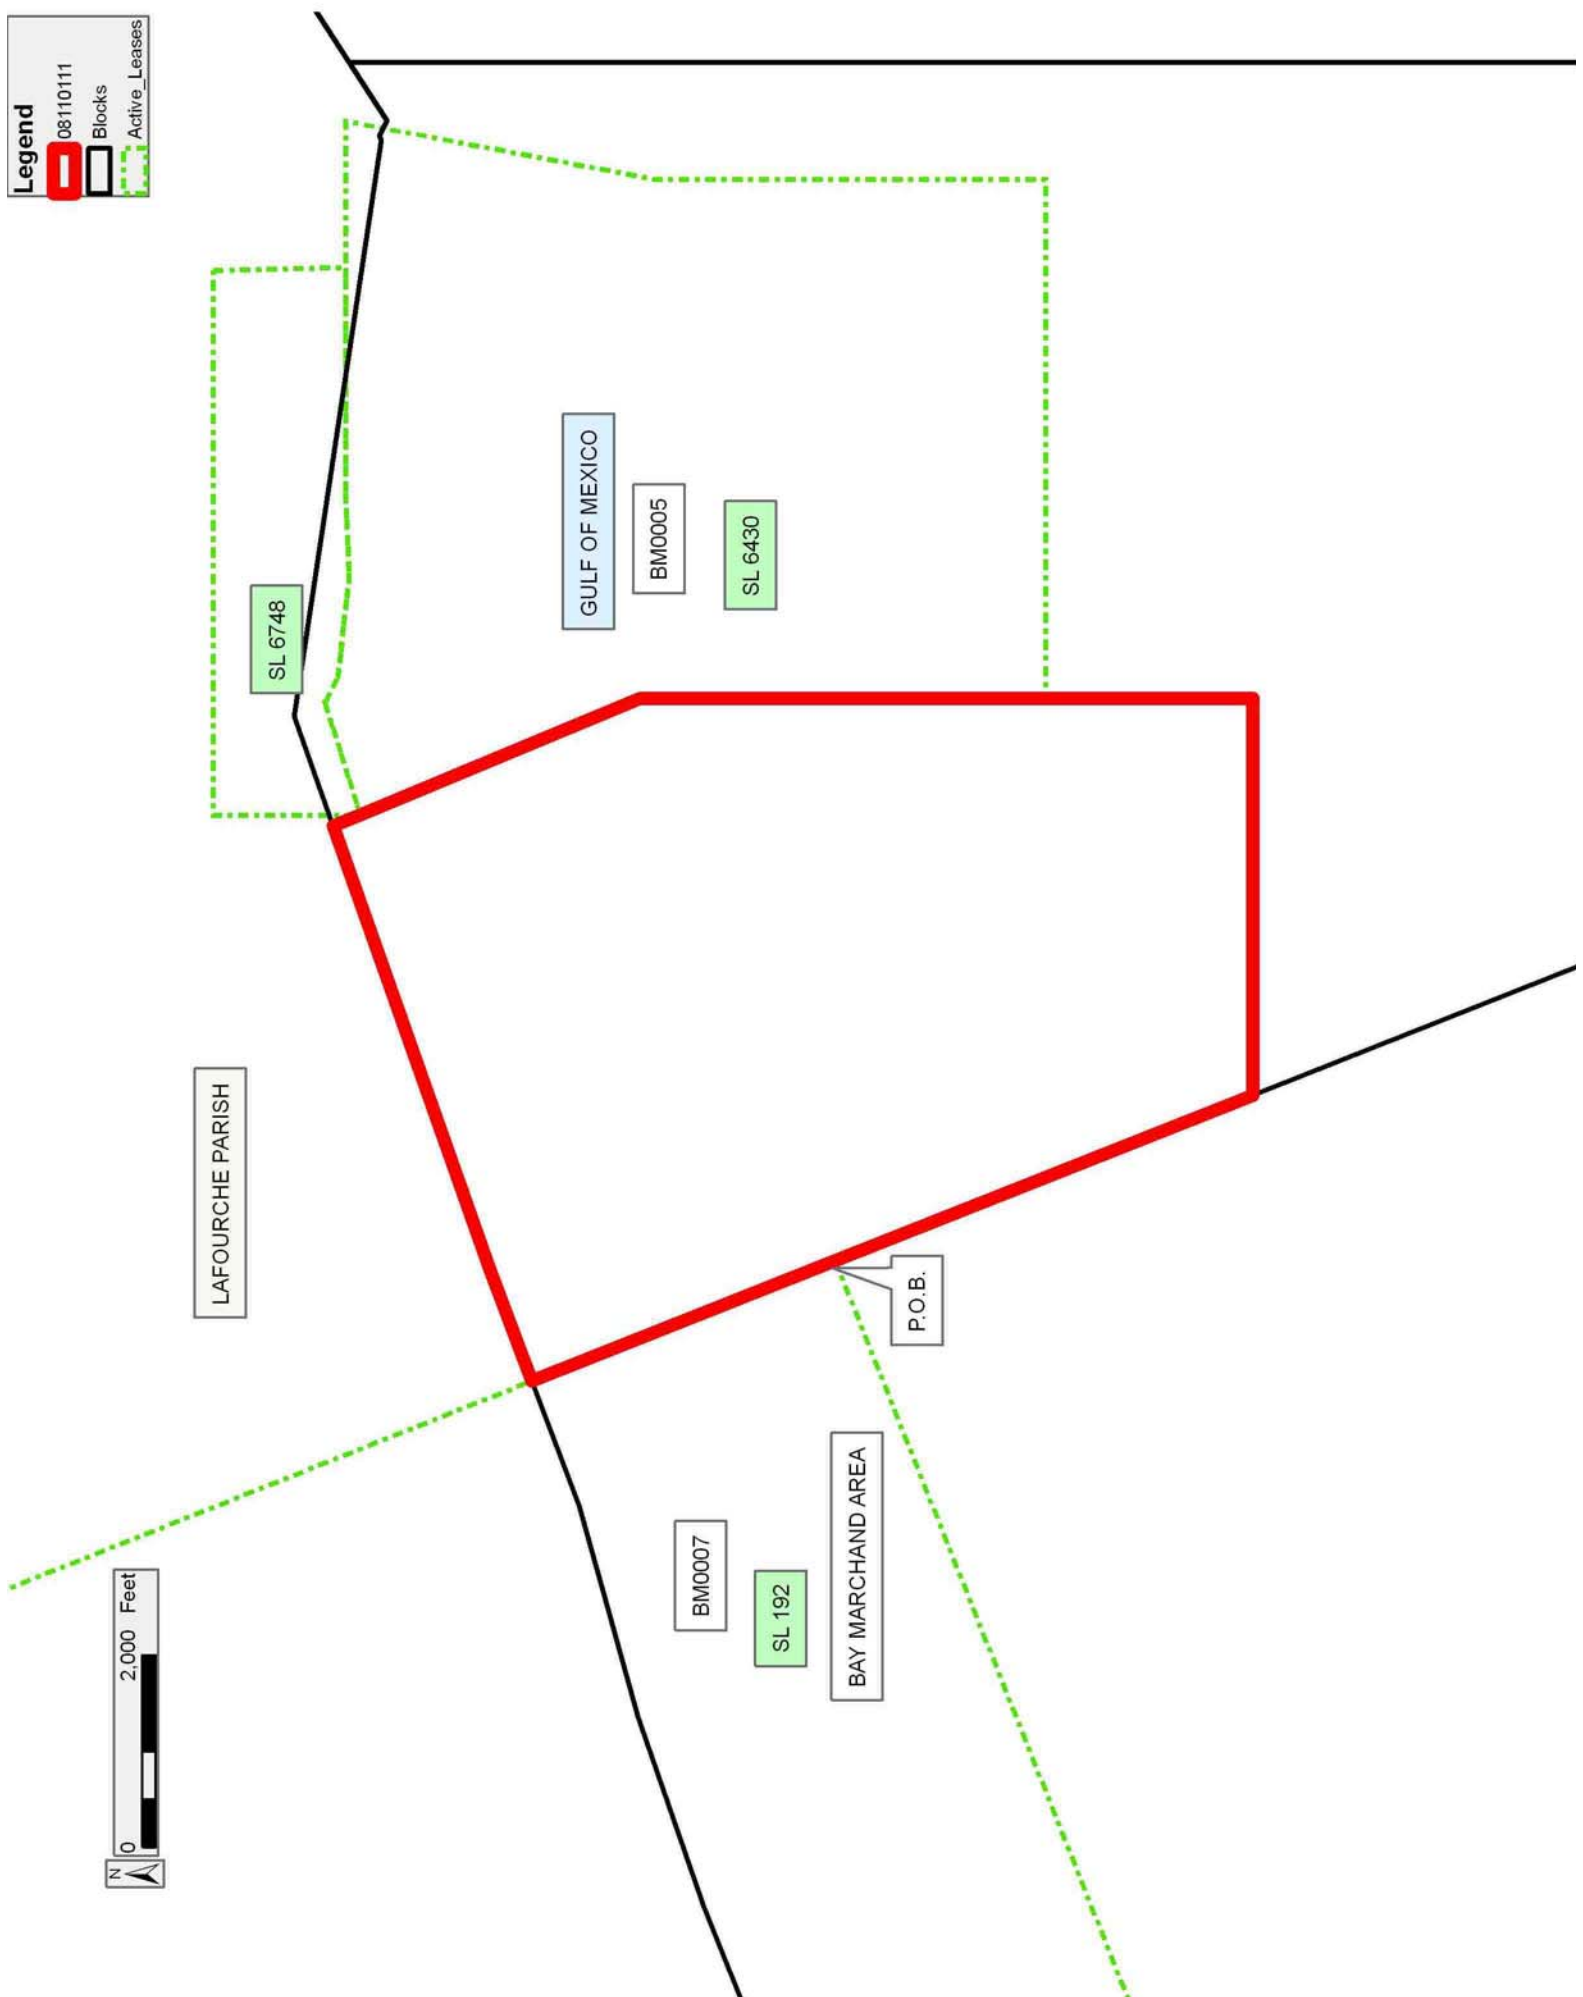 Legend
08110111
Blocks
Active_Leases
N
0 2,000 Feet
SL 6748
LAFOURCHE PARISH
GULF OF MEXICO
BM0005
SL 6430
BM0007
SL 192
BAY MARCHAND AREA
P.O.B.